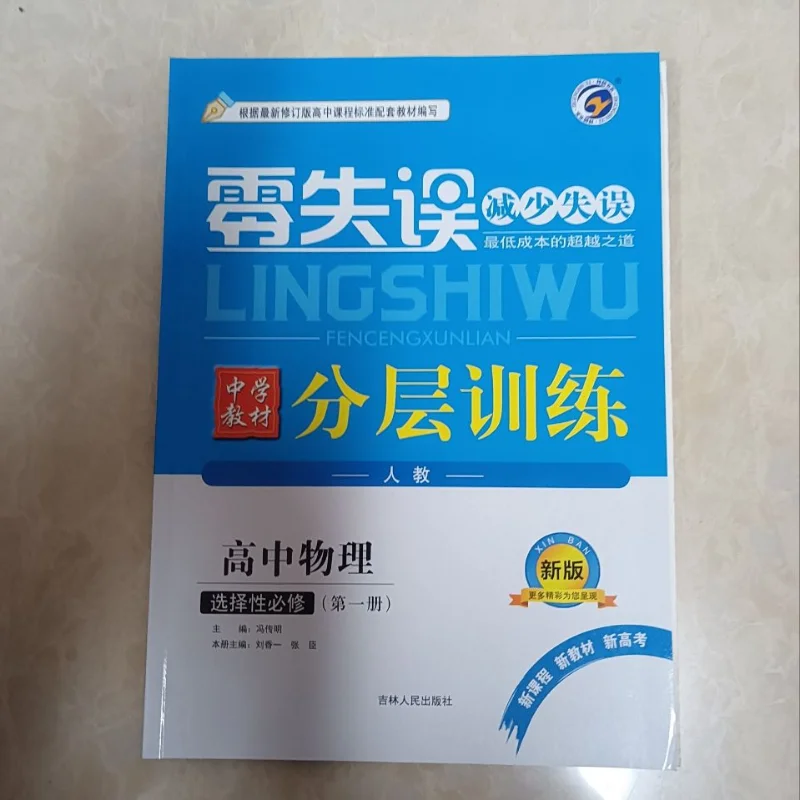 根据最新修订版高中课程标准配套教材编写
零失误
减少失误
最低成本的超越之道
LINGSHIWU
FENCENGXUNLIAN
中学
教材
分层训练
人教
高中物理
选择性必修(第一册)
XIN BAN
新版
更多精彩为您呈现
主 编:冯传明
本册主编:刘香一 张 臣
新课程 新教材 新高考
吉林人民出版社